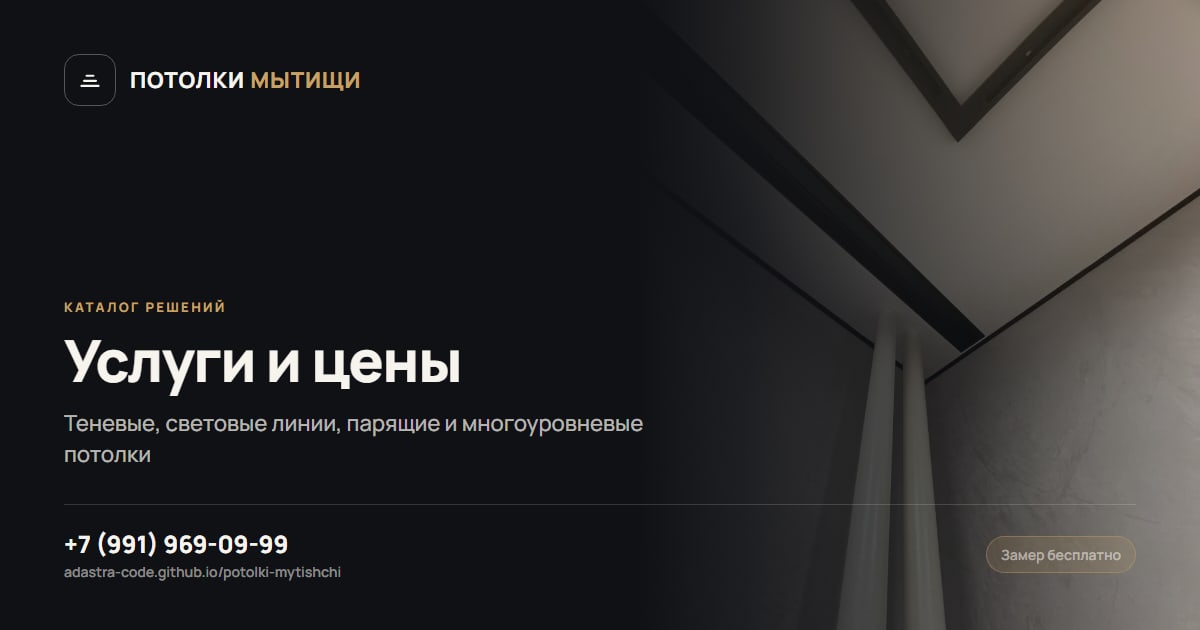 ПОТОЛКИ МЫТИЩИ
КАТАЛОГ РЕШЕНИЙ
Услуги и цены
Теневые, световые линии, парящие и многоуровневые
потолки
+7 (991) 969-09-99
adastra-code.github.io/potolki-mytishchi
Замер бесплатно